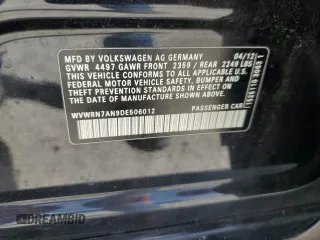 MFD BY VOLKSWAGEN AG GERMANY 04/12
GVWR 4497 GAWR FRONT 2359 / REAR 2249 LBS
THIS VEHICLE CONFORMS TO ALL APPLICABLE U.S.
FEDERAL MOTOR VEHICLE SAFETY, BUMPER AND THEFT
PREVENTION STANDARDS IN EFFECT ON THE DATE OF
MANUFACTURE SHOWN ABOVE.
WVWRN7AN9DE506012 PASSENGER CAR
DREAMBID